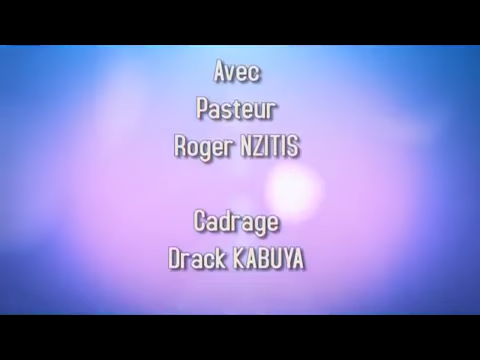 Avec
Pasteur
Roger NZITIS
Cadrage
Drack KABUYA